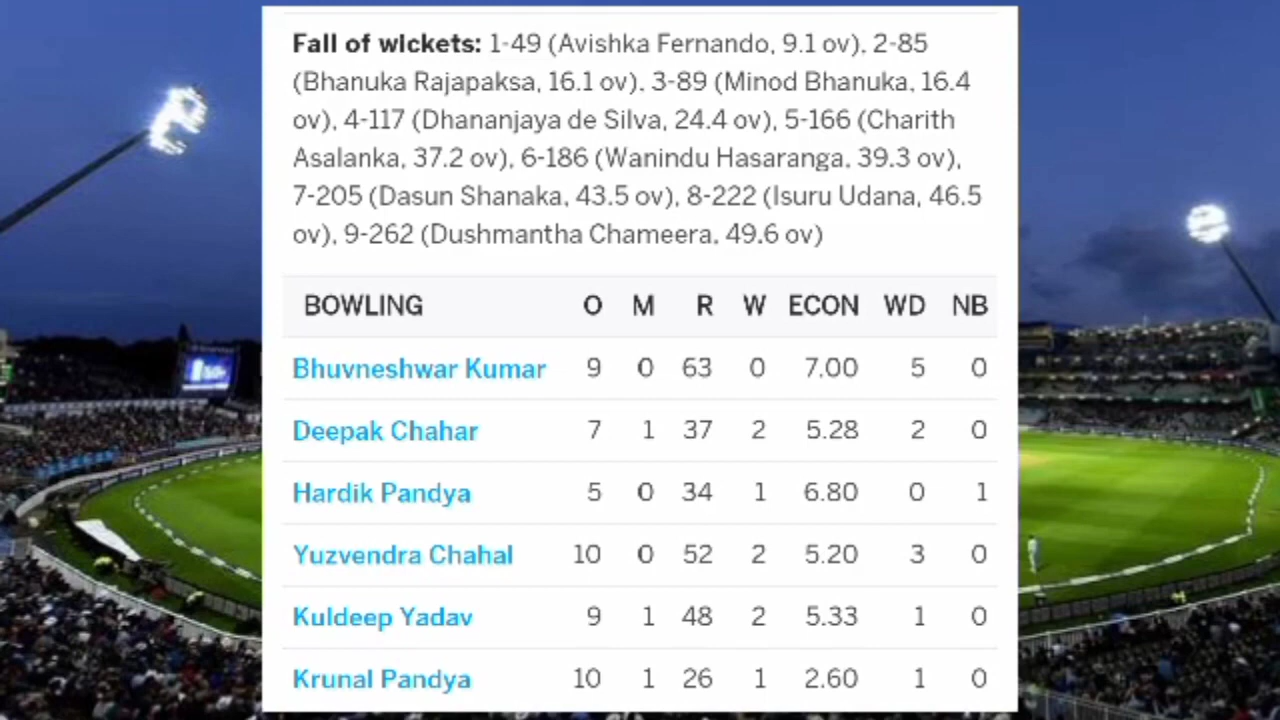 Fall of wickets: 1-49 (Avishka Fernando, 9.1 ov), 2-85
(Bhanuka Rajapaksa, 16.1 ov), 3-89 (Minod Bhanuka, 16.4
ov), 4-117 (Dhananjaya de Silva, 24.4 ov), 5-166 (Charith
Asalanka, 37.2 ov), 6-186 (Wanindu Hasaranga, 39.3 ov),
7-205 (Dasun Shanaka, 43.5 ov), 8-222 (Isuru Udana, 46.5
ov), 9-262 (Dushmantha Chameera, 49.6 ov)
BOWLING O M R W ECON WD NB
Bhuvneshwar Kumar 9 0 63 0 7.00 5 0
Deepak Chahar 7 1 37 2 5.28 2 0
Hardik Pandya 5 0 34 1 6.80 0 1
Yuzvendra Chahal 10 0 52 2 5.20 3 0
Kuldeep Yadav 9 1 48 2 5.33 1 0
Krunal Pandya 10 1 26 1 2.60 1 0